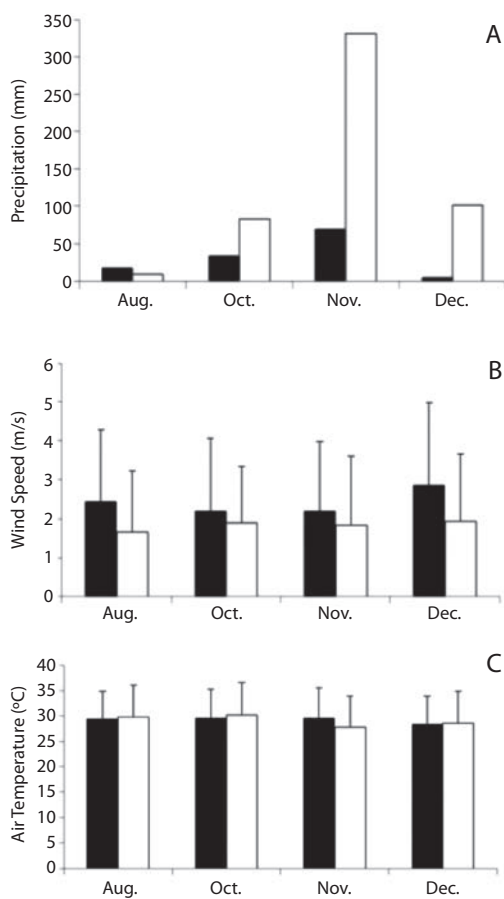 A
Precipitation (mm)
350
300
250
200
150
100
50
0
Aug. Oct. Nov. Dec.
B
Wind Speed (m/s)
6
5
4
3
2
1
0
Aug. Oct. Nov. Dec.
C
Air Temperature (ºC)
40
35
30
25
20
15
10
5
0
Aug. Oct. Nov. Dec.